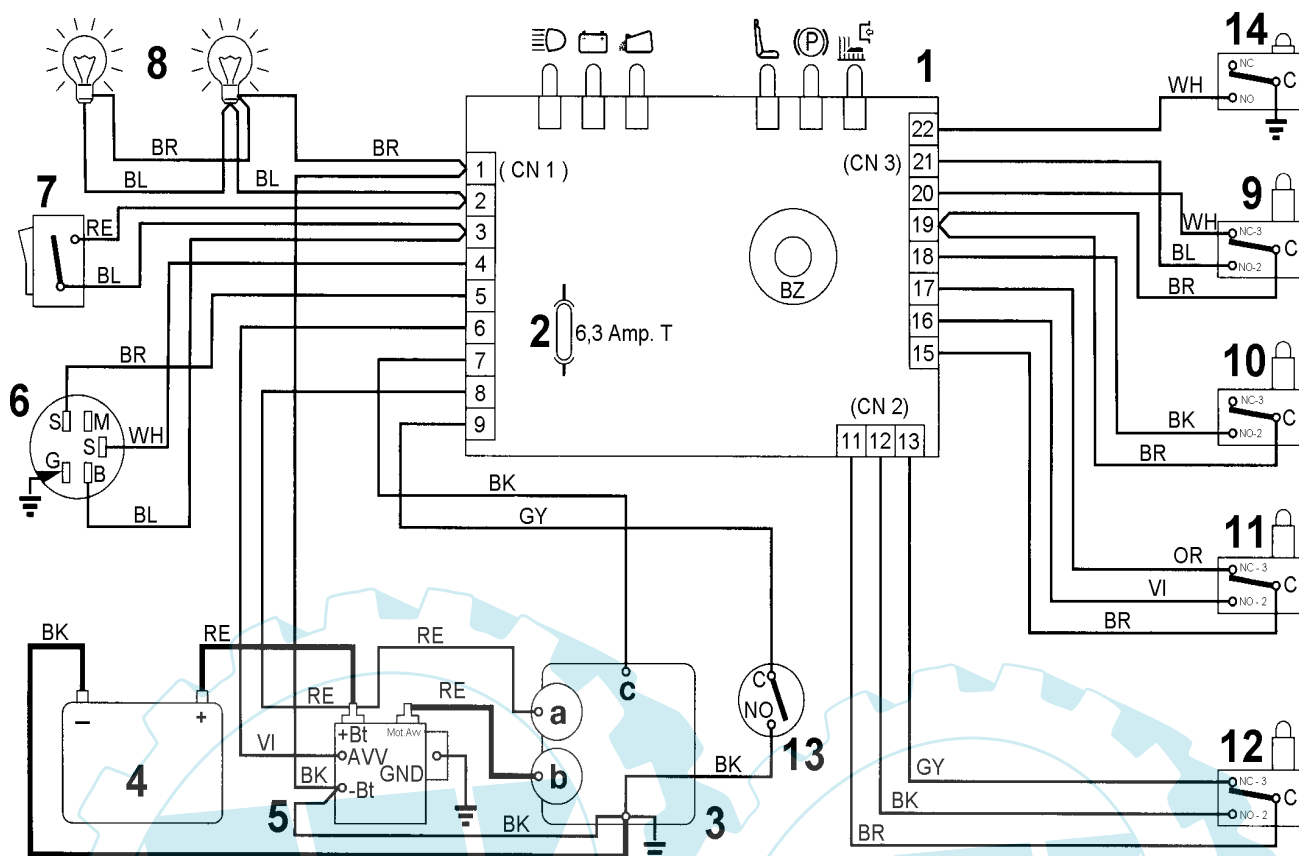 8
BR
BR
BL
BL
7
RE
BL
1
( CN 1 )
1
2
3
4
5
6
7
8
9
P
(CN 3)
22
21
20
19
18
17
16
15
BZ
2
6,3 Amp. T
(CN 2)
11
12
13
14
NC
C
NO
WH
9
NC-3
C
NO-2
WH
BL
BR
10
NC-3
C
NO-2
BK
BR
11
NC - 3
C
NO - 2
OR
VI
BR
12
NC - 3
C
NO - 2
GY
BK
BR
6
BR
S
M
S
WH
G
B
BL
BK
GY
BK
RE
RE
RE
–
+
4
+Bt
Mot.Avv
AVV
GND
-Bt
VI
BK
5
BK
a
b
c
3
C
NO
13
BK